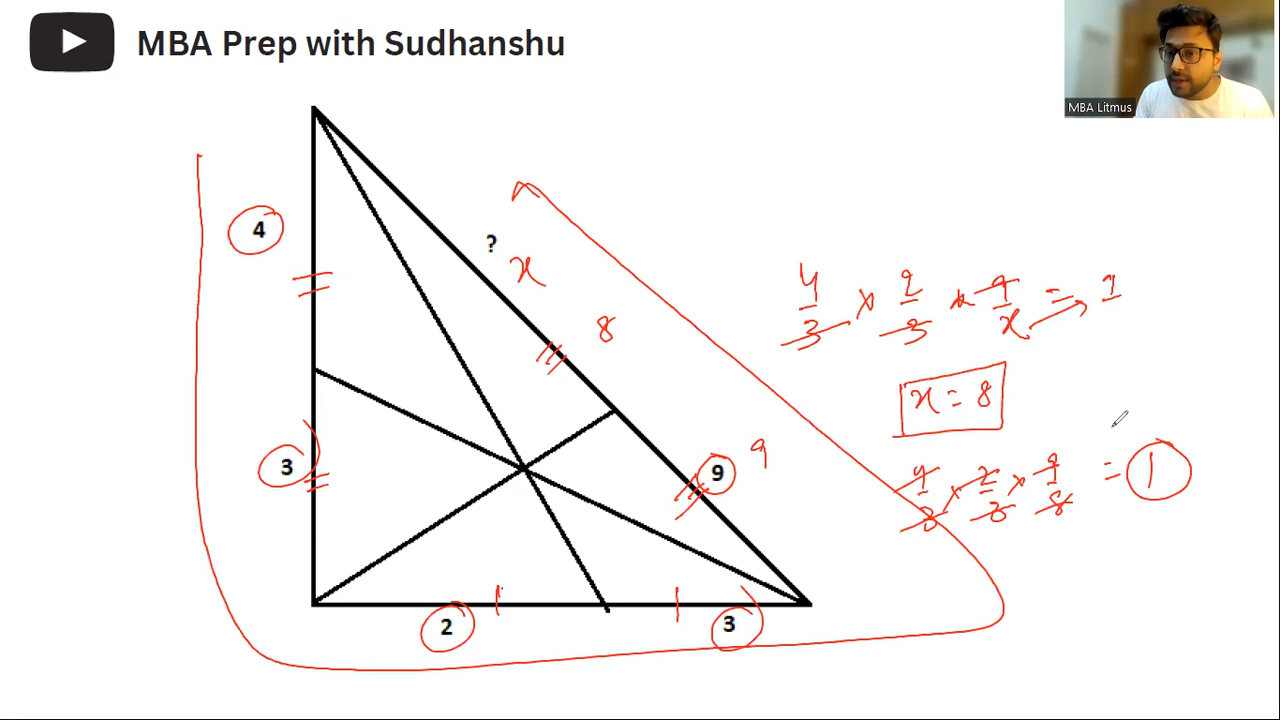 MBA Prep with Sudhanshu
MBA Litmus
4
?
x
8
4/3 × 2/3 × 9/x = 1
x = 8
3
9
9
4/3 × 2/3 × 9/8 = 1
2
3